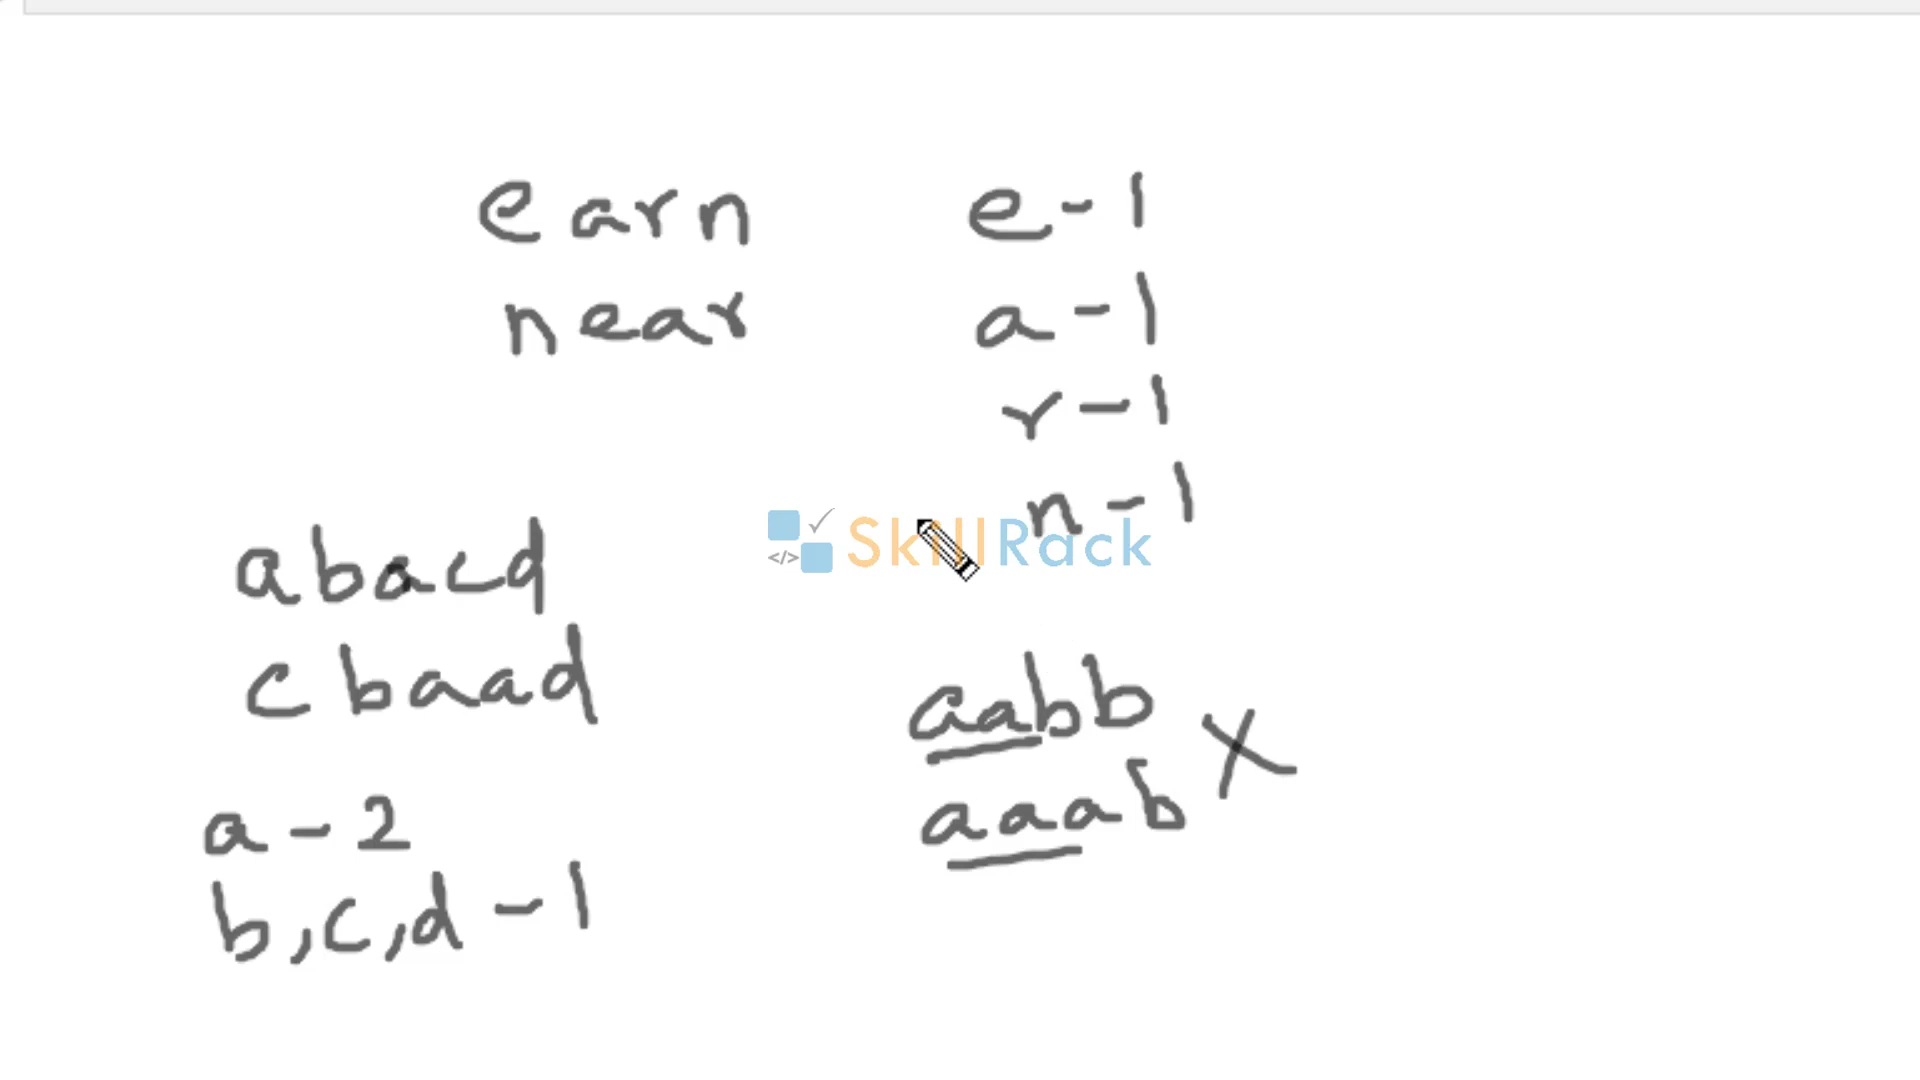 earn
near
e-1
a-1
r-1
n-1
SkillRack
</>
abacd
cbaad
a-2
b,c,d-1
aabb
aaab X